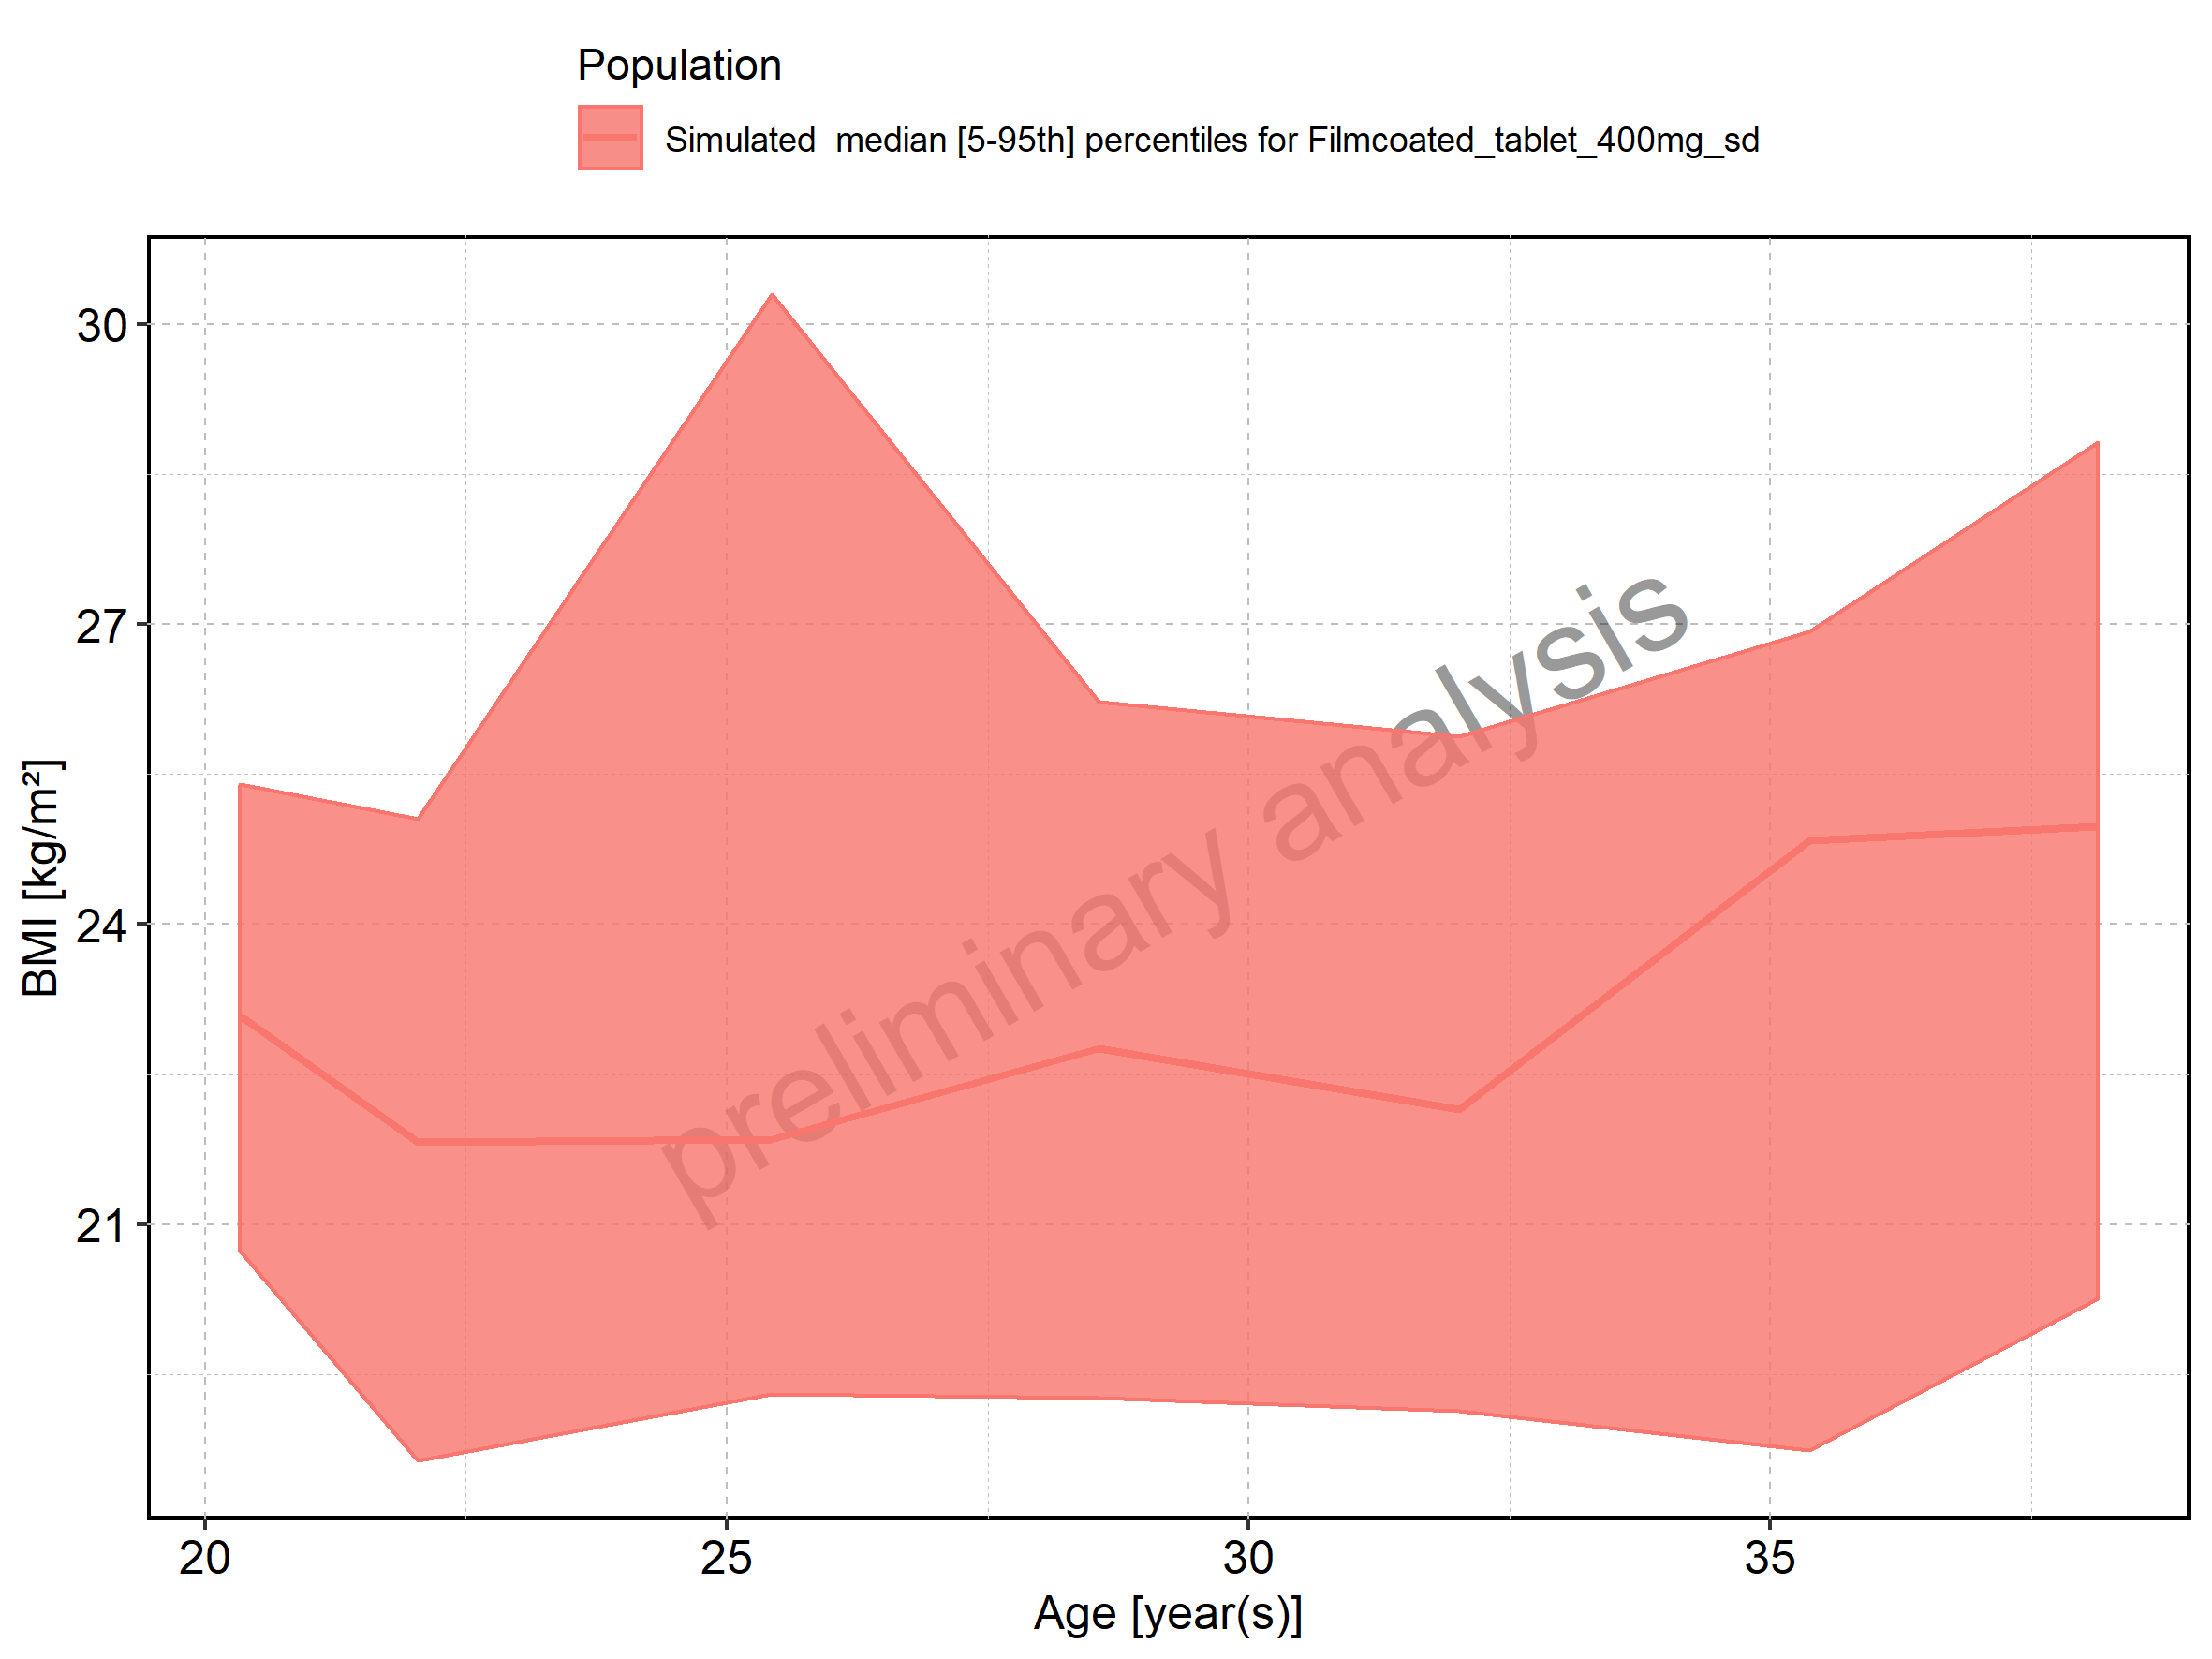 Population
Simulated  median [5-95th] percentiles for Filmcoated_tablet_400mg_sd
30
27
24
21
BMI [kg/m²]
preliminary analysis
20 25 30 35
Age [year(s)]